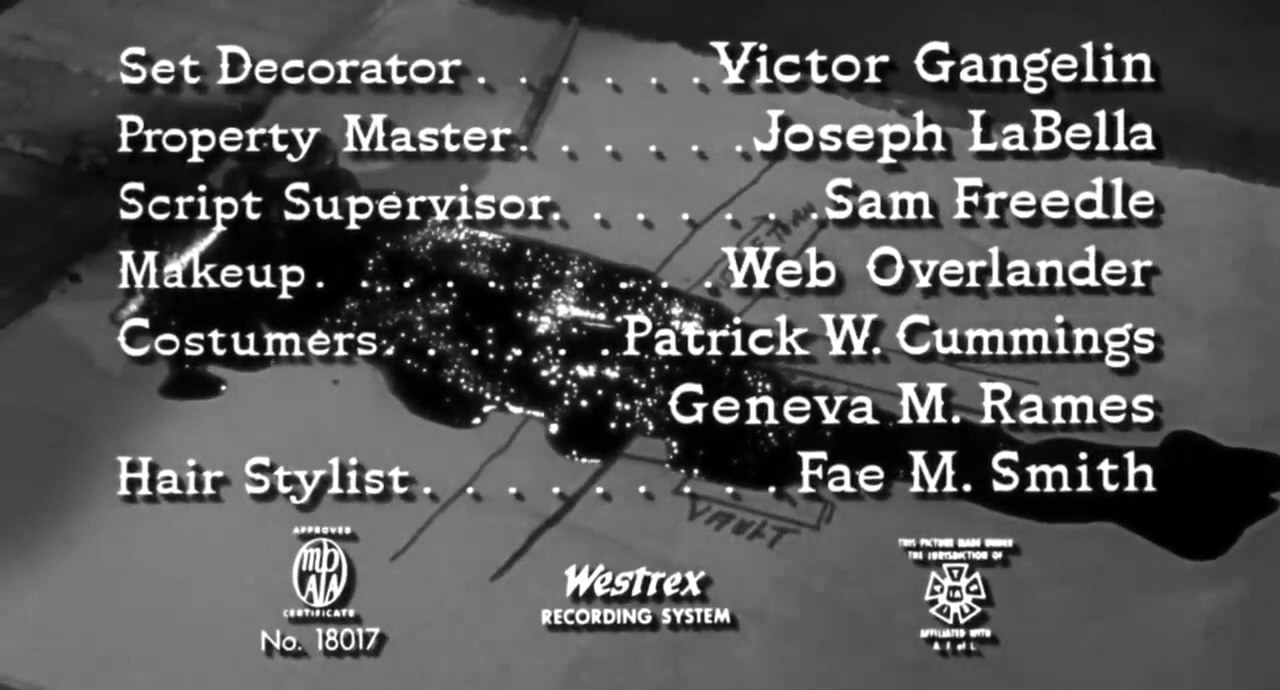 Set Decorator . . . . . . . Victor Gangelin
Property Master . . . . . . Joseph LaBella
Script Supervisor . . . . . . . Sam Freedle
Makeup . . . . . . . . . . Web Overlander
Costumers . . . . . . Patrick W. Cummings
Geneva M. Rames
Hair Stylist . . . . . . . . . Fae M. Smith
VAULT
APPROVED
MPAA
CERTIFICATE
No. 18017
Westrex
RECORDING SYSTEM
THIS PICTURE MADE UNDER
THE JURISDICTION OF
AFFILIATED WITH
A. F. of L.